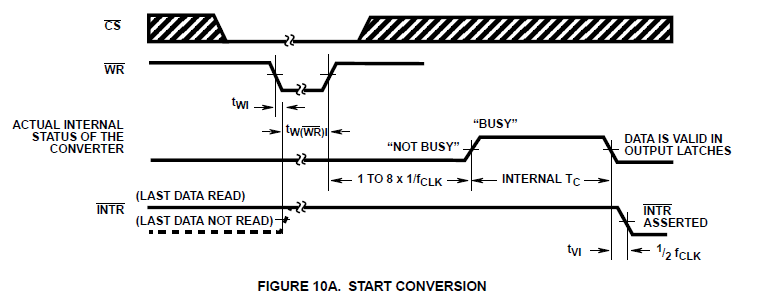 CS
WR
tWI
tW(WR)I
ACTUAL INTERNAL
STATUS OF THE
CONVERTER
"NOT BUSY"
"BUSY"
DATA IS VALID IN
OUTPUT LATCHES
1 TO 8 x 1/fCLK
INTERNAL TC
INTR
(LAST DATA READ)
(LAST DATA NOT READ)
INTR
ASSERTED
tVI
1/2 fCLK
FIGURE 10A. START CONVERSION